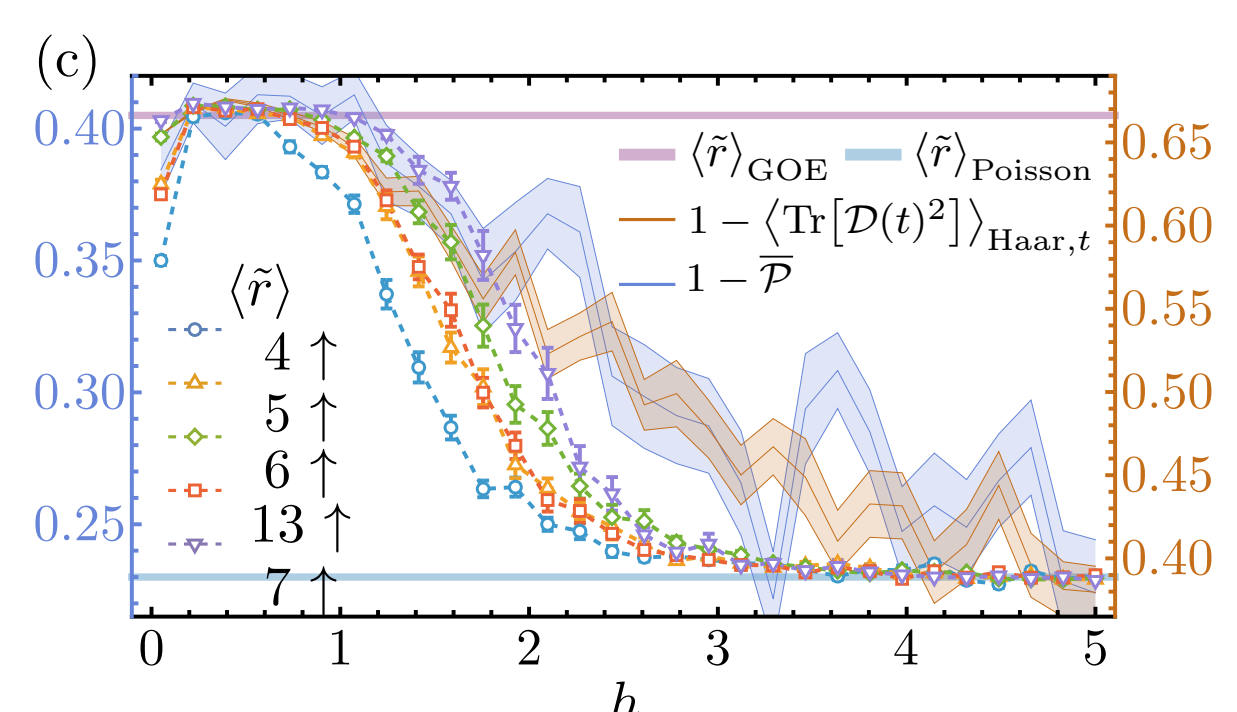 (c)
0.40
0.35
0.30
0.25
0.65
0.60
0.55
0.50
0.45
0.40
⟨r̃⟩_GOE ⟨r̃⟩_Poisson
1 − ⟨Tr[𝒟(t)²]⟩_Haar,t
1 − 𝒫̅
⟨r̃⟩
4 ↑
5 ↑
6 ↑
13 ↑
7 ↑
0 1 2 3 4 5
h